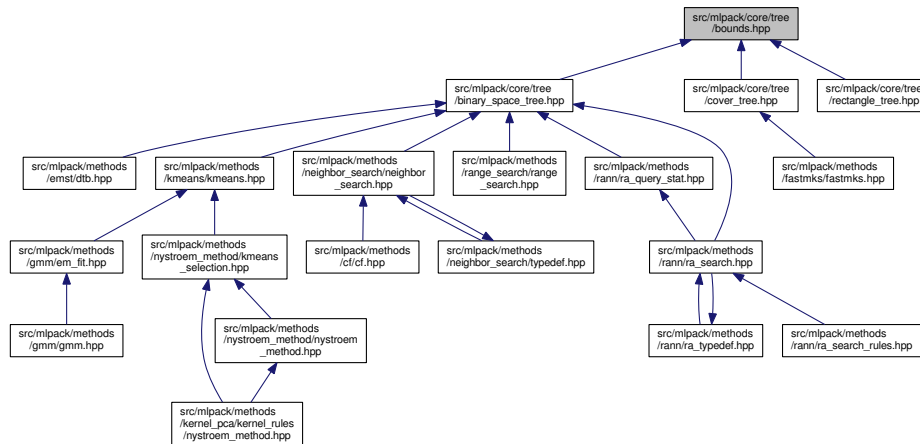 src/mlpack/core/tree
/bounds.hpp
src/mlpack/core/tree
/binary_space_tree.hpp
src/mlpack/core/tree
/cover_tree.hpp
src/mlpack/core/tree
/rectangle_tree.hpp
src/mlpack/methods
/emst/dtb.hpp
src/mlpack/methods
/kmeans/kmeans.hpp
src/mlpack/methods
/neighbor_search/neighbor
_search.hpp
src/mlpack/methods
/range_search/range
_search.hpp
src/mlpack/methods
/rann/ra_query_stat.hpp
src/mlpack/methods
/fastmks/fastmks.hpp
src/mlpack/methods
/gmm/em_fit.hpp
src/mlpack/methods
/nystroem_method/kmeans
_selection.hpp
src/mlpack/methods
/cf/cf.hpp
src/mlpack/methods
/neighbor_search/typedef.hpp
src/mlpack/methods
/rann/ra_search.hpp
src/mlpack/methods
/gmm/gmm.hpp
src/mlpack/methods
/nystroem_method/nystroem
_method.hpp
src/mlpack/methods
/rann/ra_typedef.hpp
src/mlpack/methods
/rann/ra_search_rules.hpp
src/mlpack/methods
/kernel_pca/kernel_rules
/nystroem_method.hpp